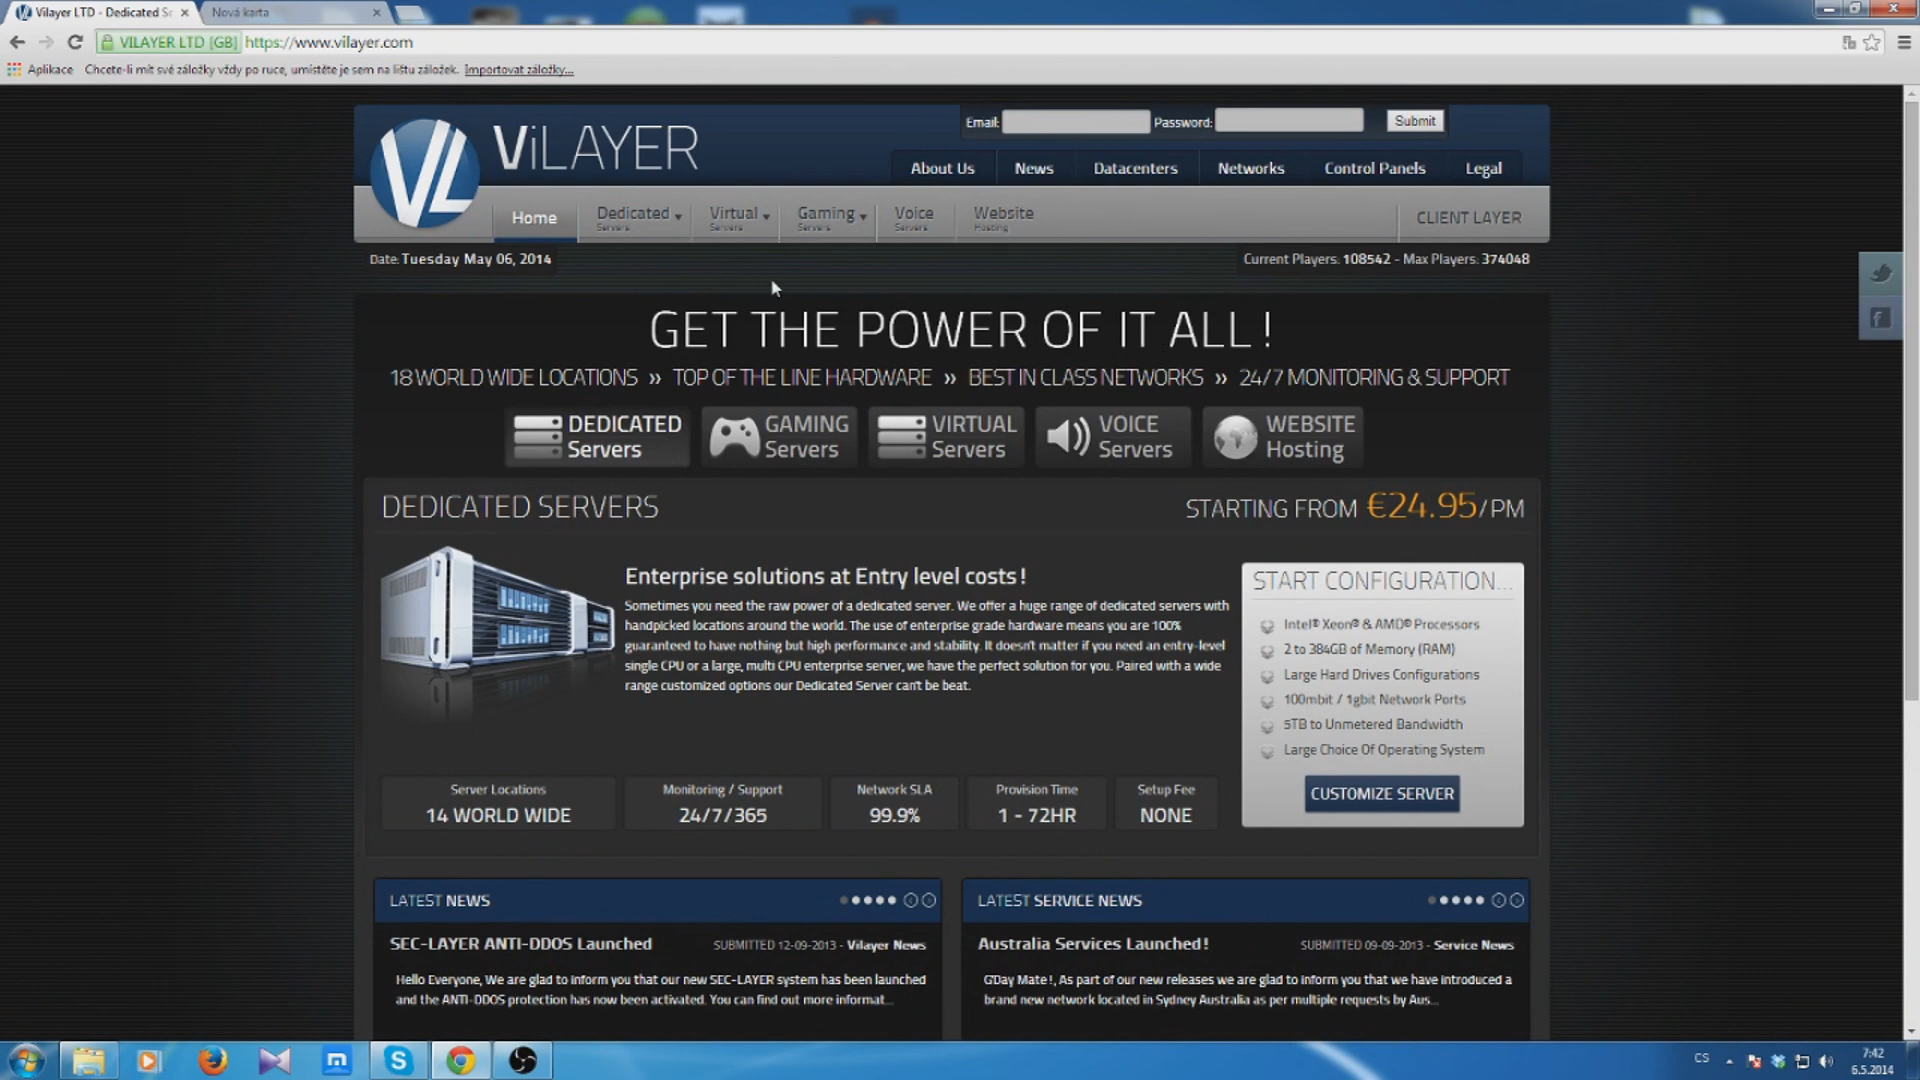 Vilayer LTD - Dedicated Se
Nová karta
VILAYER LTD [GB] https://www.vilayer.com
Aplikace Chcete-li mít své záložky vždy po ruce, umístěte je sem na lištu záložek. Importovat záložky...
Email: Password: Submit
VL ViLAYER
About Us News Datacenters Networks Control Panels Legal
Home
Dedicated Servers
Virtual Servers
Gaming Servers
Voice Servers
Website Hosting
CLIENT LAYER
Date: Tuesday May 06, 2014
Current Players: 108542 - Max Players: 374048
GET THE POWER OF IT ALL !
18 WORLD WIDE LOCATIONS » TOP OF THE LINE HARDWARE » BEST IN CLASS NETWORKS » 24/7 MONITORING & SUPPORT
DEDICATED Servers
GAMING Servers
VIRTUAL Servers
VOICE Servers
WEBSITE Hosting
DEDICATED SERVERS
STARTING FROM €24.95/PM
Enterprise solutions at Entry level costs!
Sometimes you need the raw power of a dedicated server. We offer a huge range of dedicated servers with
handpicked locations around the world. The use of enterprise grade hardware means you are 100%
guaranteed to have nothing but high performance and stability. It doesn't matter if you need an entry-level
single CPU or a large, multi CPU enterprise server, we have the perfect solution for you. Paired with a wide
range customized options our Dedicated Server can't be beat.
START CONFIGURATION...
Intel® Xeon® & AMD® Processors
2 to 384GB of Memory (RAM)
Large Hard Drives Configurations
100mbit / 1gbit Network Ports
5TB to Unmetered Bandwidth
Large Choice Of Operating System
CUSTOMIZE SERVER
Server Locations
14 WORLD WIDE
Monitoring / Support
24/7/365
Network SLA
99.9%
Provision Time
1 - 72HR
Setup Fee
NONE
LATEST NEWS
SEC-LAYER ANTI-DDOS Launched SUBMITTED 12-09-2013 - Vilayer News
Hello Everyone, We are glad to inform you that our new SEC-LAYER system has been launched
and the ANTI-DDOS protection has now been activated. You can find out more informat...
LATEST SERVICE NEWS
Australia Services Launched! SUBMITTED 09-09-2013 - Service News
G'Day Mate!, As part of our new releases we are glad to inform you that we have introduced a
brand new network located in Sydney Australia as per multiple requests by Aus...
CS
7:42
6.5.2014